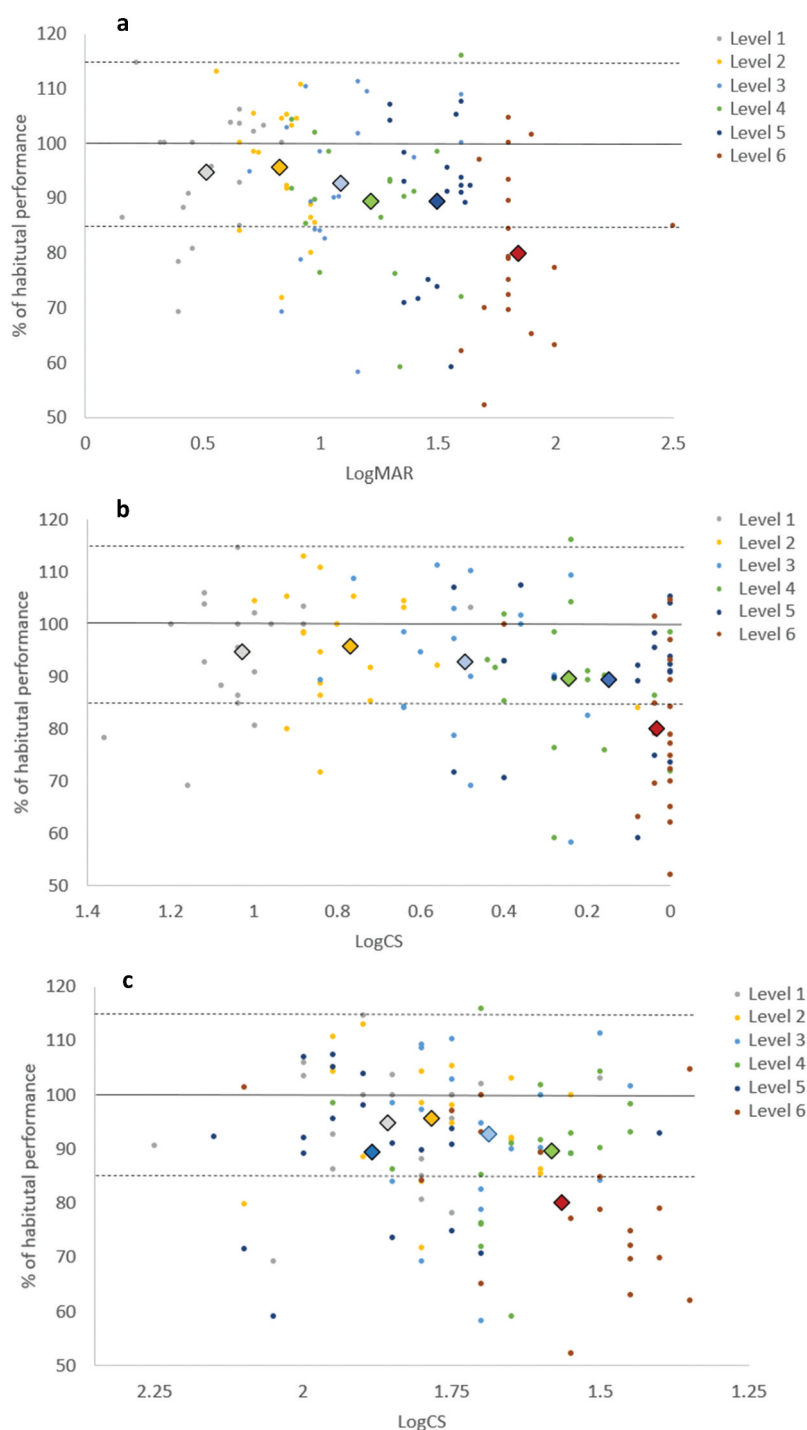 a
120
110
100
90
80
70
60
50
% of habitutal performance
0
0.5
1
1.5
2
2.5
LogMAR
Level 1
Level 2
Level 3
Level 4
Level 5
Level 6
b
120
110
100
90
80
70
60
50
% of habitutal performance
1.4
1.2
1
0.8
0.6
0.4
0.2
0
LogCS
Level 1
Level 2
Level 3
Level 4
Level 5
Level 6
c
120
110
100
90
80
70
60
50
% of habitutal performance
2.25
2
1.75
1.5
1.25
LogCS
Level 1
Level 2
Level 3
Level 4
Level 5
Level 6